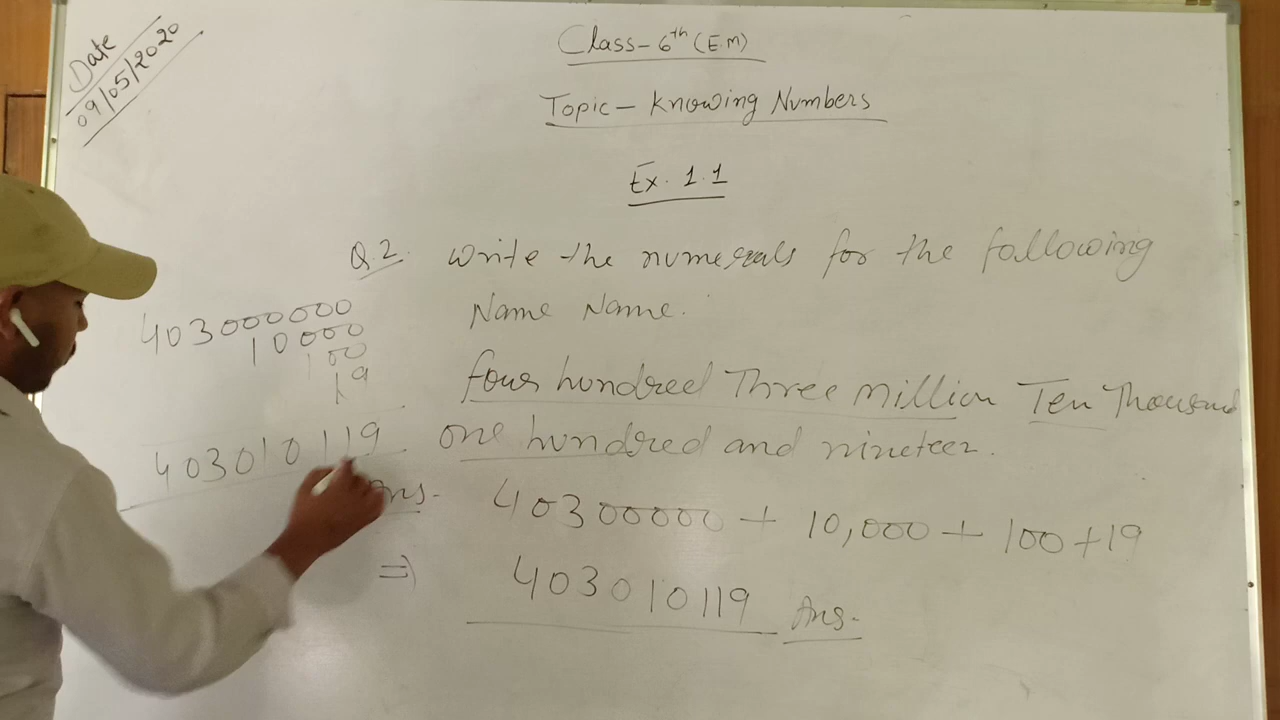 Date
09/05/2020
Class-6th (E.M)
Topic - Knowing Numbers
Ex. 1.1
Q.2. Write the numerals for the following
Name Name.
four hundred Three Million Ten Thousand
one hundred and nineteen.
403000000
10000
100
19
403010119
Ans. 40300000 + 10,000 + 100 + 19
⇒ 403010119 Ans.